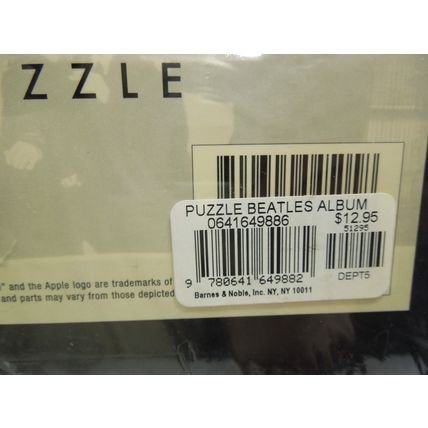 ZZLE
PUZZLE BEATLES ALBUM
0641649886 $12.95
51295
9 780641 649882
DEPT5
Barnes & Noble, Inc. NY, NY 10011
" and the Apple logo are trademarks of
and parts may vary from those depicted